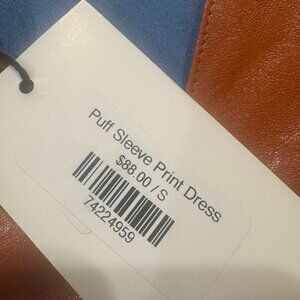 Puff Sleeve Print Dress
$88.00 / S
74224959